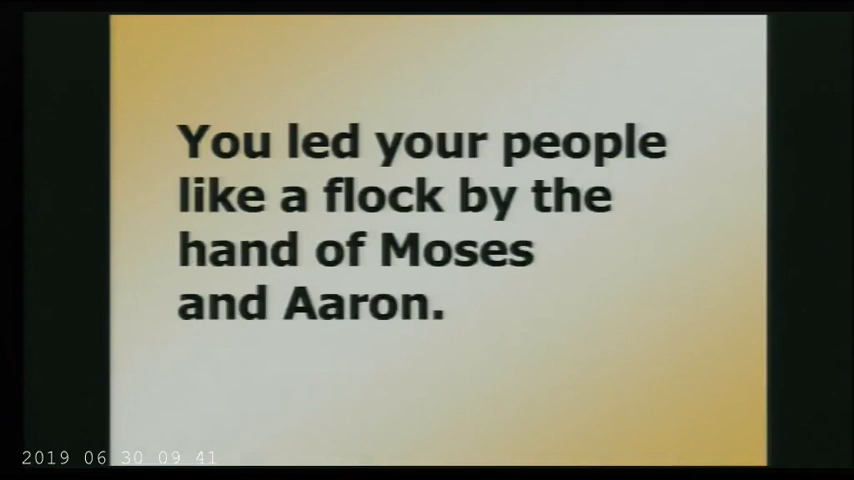 You led your people
like a flock by the
hand of Moses
and Aaron.
2019 06 30 09 41